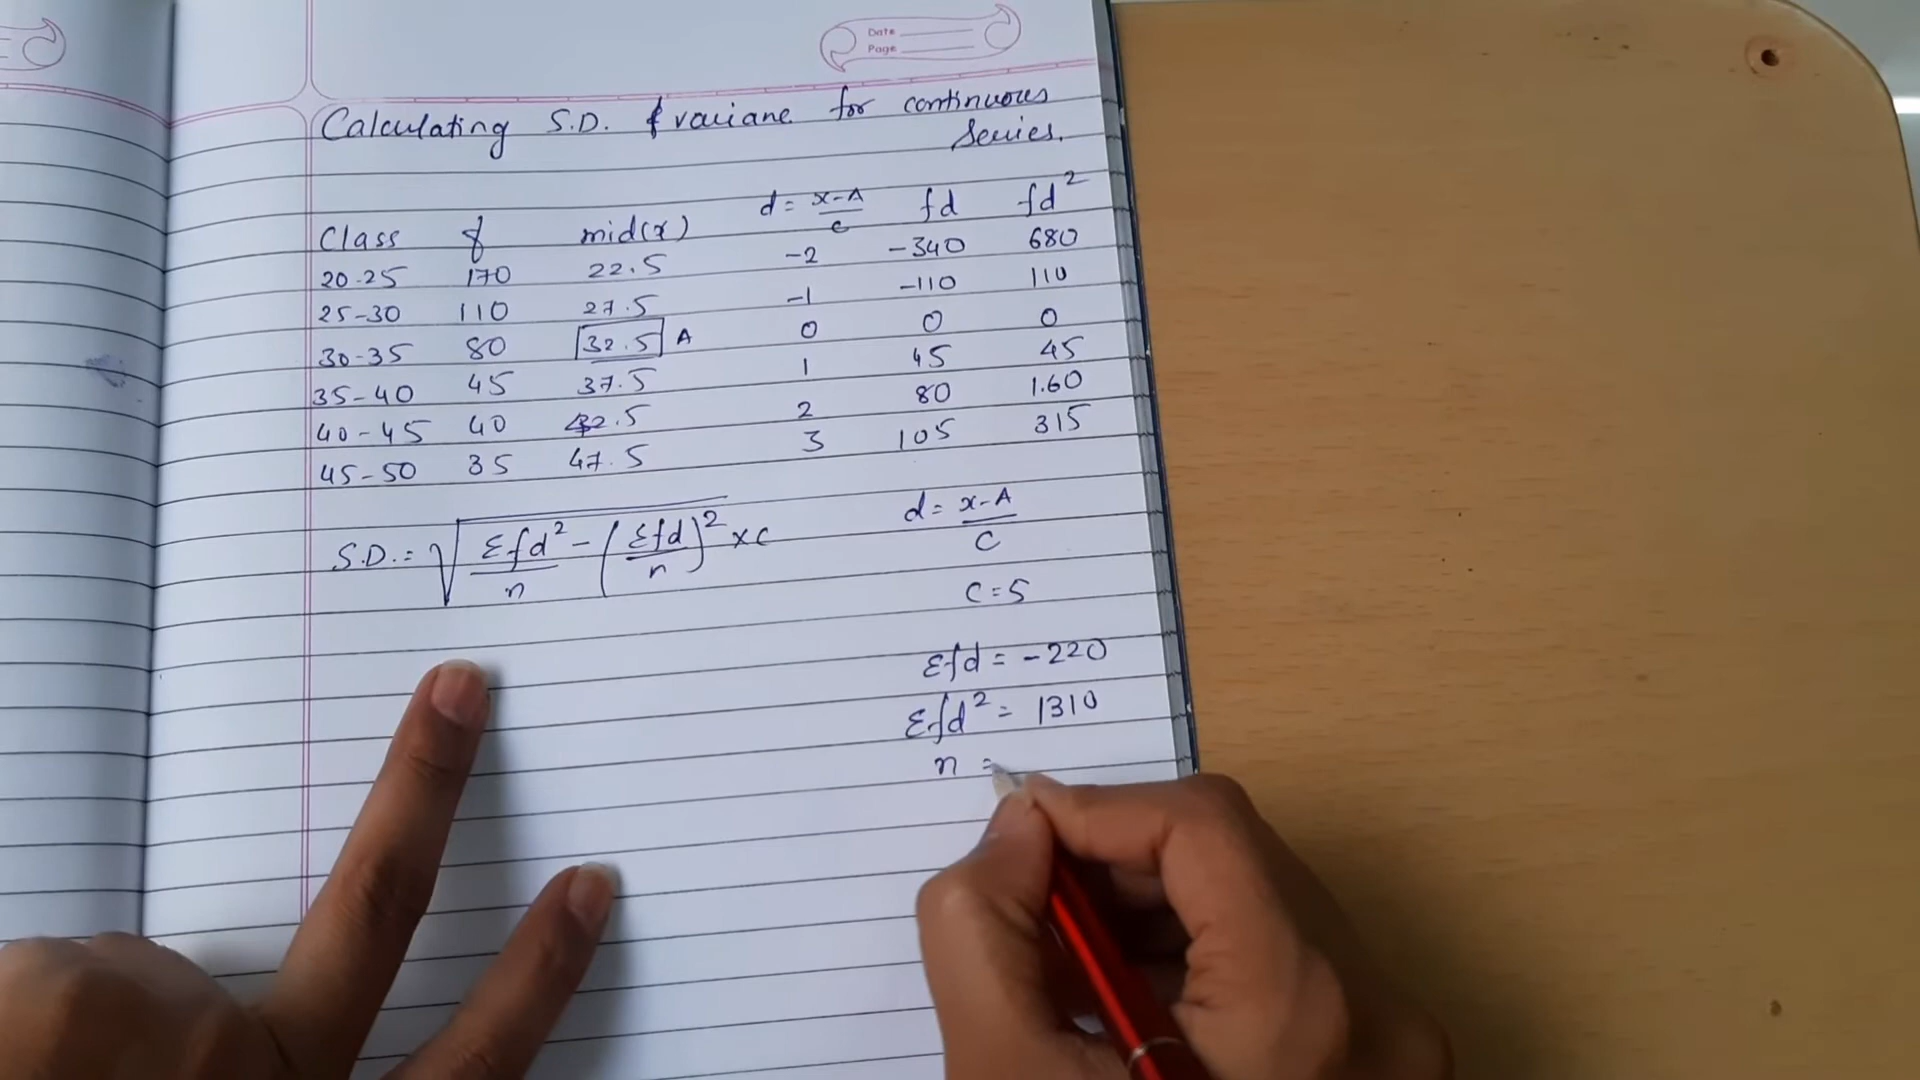 Date
Page
Calculating S.D. & variane for continuous
series.
Class f mid(x) d = x-A/c fd fd²
20-25 170 22.5 -2 -340 680
25-30 110 27.5 -1 -110 110
30-35 80 32.5 A 0 0 0
35-40 45 37.5 1 45 45
40-45 40 42.5 2 80 1.60
45-50 35 47.5 3 105 315
S.D. = √Σfd²/n - (Σfd/n)² × c
d = x-A/C
C = 5
Σfd = -220
Σfd² = 1310
n =